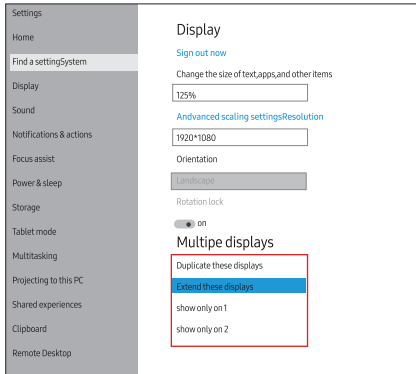 Settings
Home
Find a settingSystem
Display
Sound
Notifications & actions
Focus assist
Power & sleep
Storage
Tablet mode
Multitasking
Projecting to this PC
Shared experiences
Clipboard
Remote Desktop
Display
Sign out now
Change the size of text,apps,and other items
125%
Andvanced scaling settingsResolution
1920*1080
Orientation
Landscape
Rotation lock
on
Multipe displays
Duplicate these displays
Extend these displays
show only on 1
show only on 2